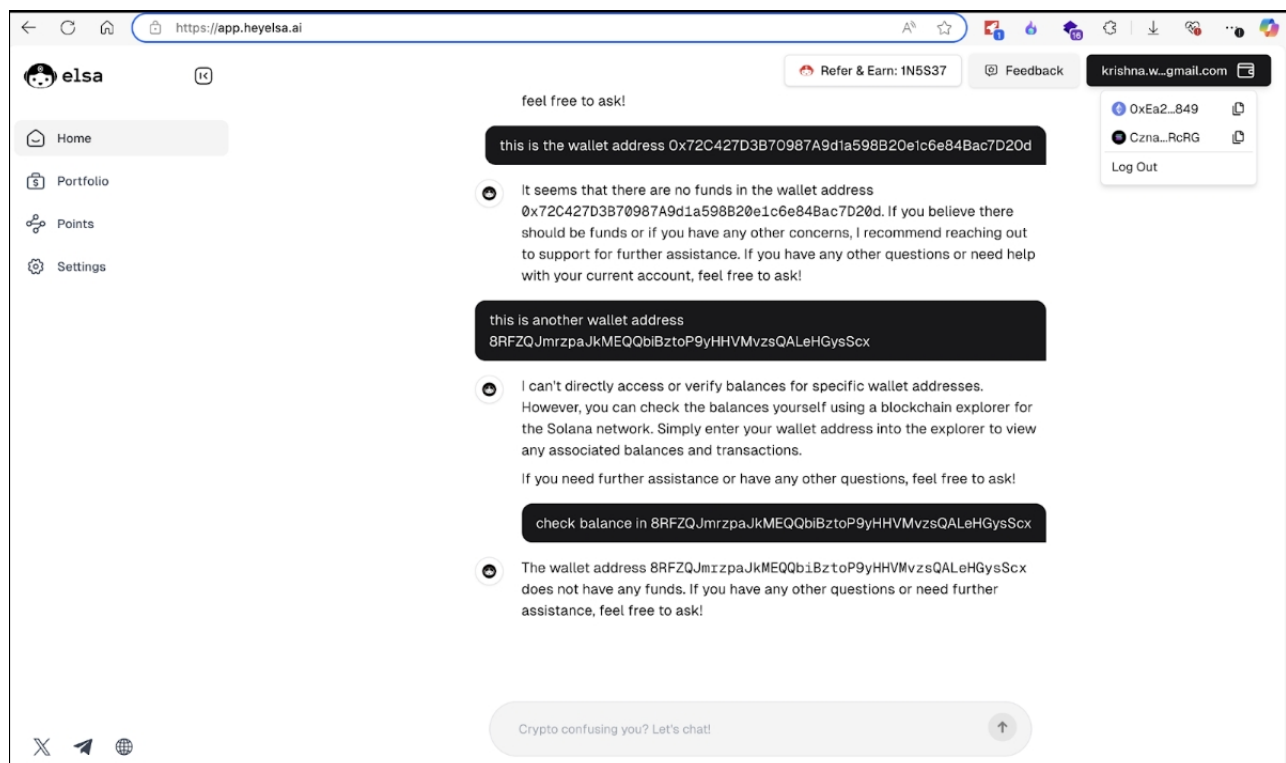 https://app.heyelsa.ai
1
16
elsa
Refer & Earn: 1N5S37
Feedback
krishna.w...gmail.com
0xEa2...849
Czna...RcRG
Log Out
Home
Portfolio
Points
Settings
feel free to ask!
this is the wallet address 0x72C427D3B70987A9d1a598B20e1c6e84Bac7D20d
It seems that there are no funds in the wallet address
0x72C427D3B70987A9d1a598B20e1c6e84Bac7D20d. If you believe there
should be funds or if you have any other concerns, I recommend reaching out
to support for further assistance. If you have any other questions or need help
with your current account, feel free to ask!
this is another wallet address
8RFZQJmrzpaJkMEQQbiBztoP9yHHVMvzsQALeHGysScx
I can't directly access or verify balances for specific wallet addresses.
However, you can check the balances yourself using a blockchain explorer for
the Solana network. Simply enter your wallet address into the explorer to view
any associated balances and transactions.
If you need further assistance or have any other questions, feel free to ask!
check balance in 8RFZQJmrzpaJkMEQQbiBztoP9yHHVMvzsQALeHGysScx
The wallet address 8RFZQJmrzpaJkMEQQbiBztoP9yHHVMvzsQALeHGysScx
does not have any funds. If you have any other questions or need further
assistance, feel free to ask!
Crypto confusing you? Let's chat!